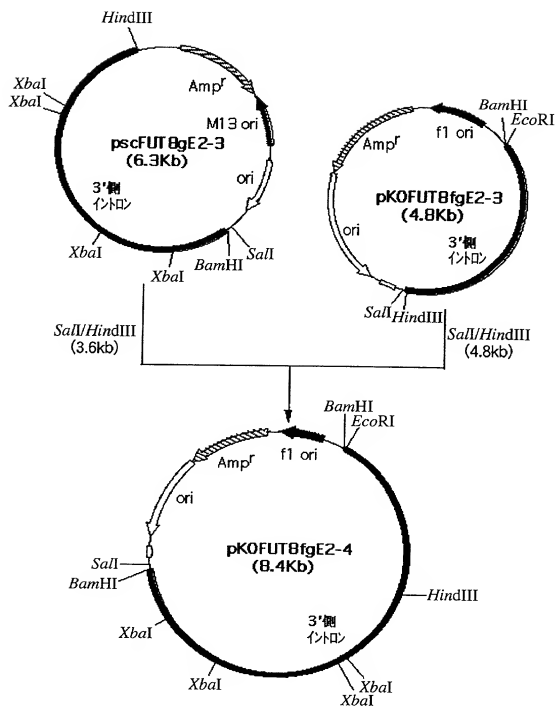 HindIII
XbaI
XbaI
Ampʳ
M13 ori
pscFUT8gE2-3
(6.3Kb)
ori
3'側
イントロン
XbaI
XbaI
BamHI
SalI
f1 ori
BamHI
EcoRI
Ampʳ
pKOFUT8fgE2-3
(4.8Kb)
ori
3'側
イントロン
SalI
HindIII
SalI/HindIII
(3.6kb)
SalI/HindIII
(4.8kb)
BamHI
EcoRI
f1 ori
Ampʳ
ori
pKOFUT8fgE2-4
(8.4Kb)
SalI
BamHI
HindIII
3'側
イントロン
XbaI
XbaI
XbaI
XbaI